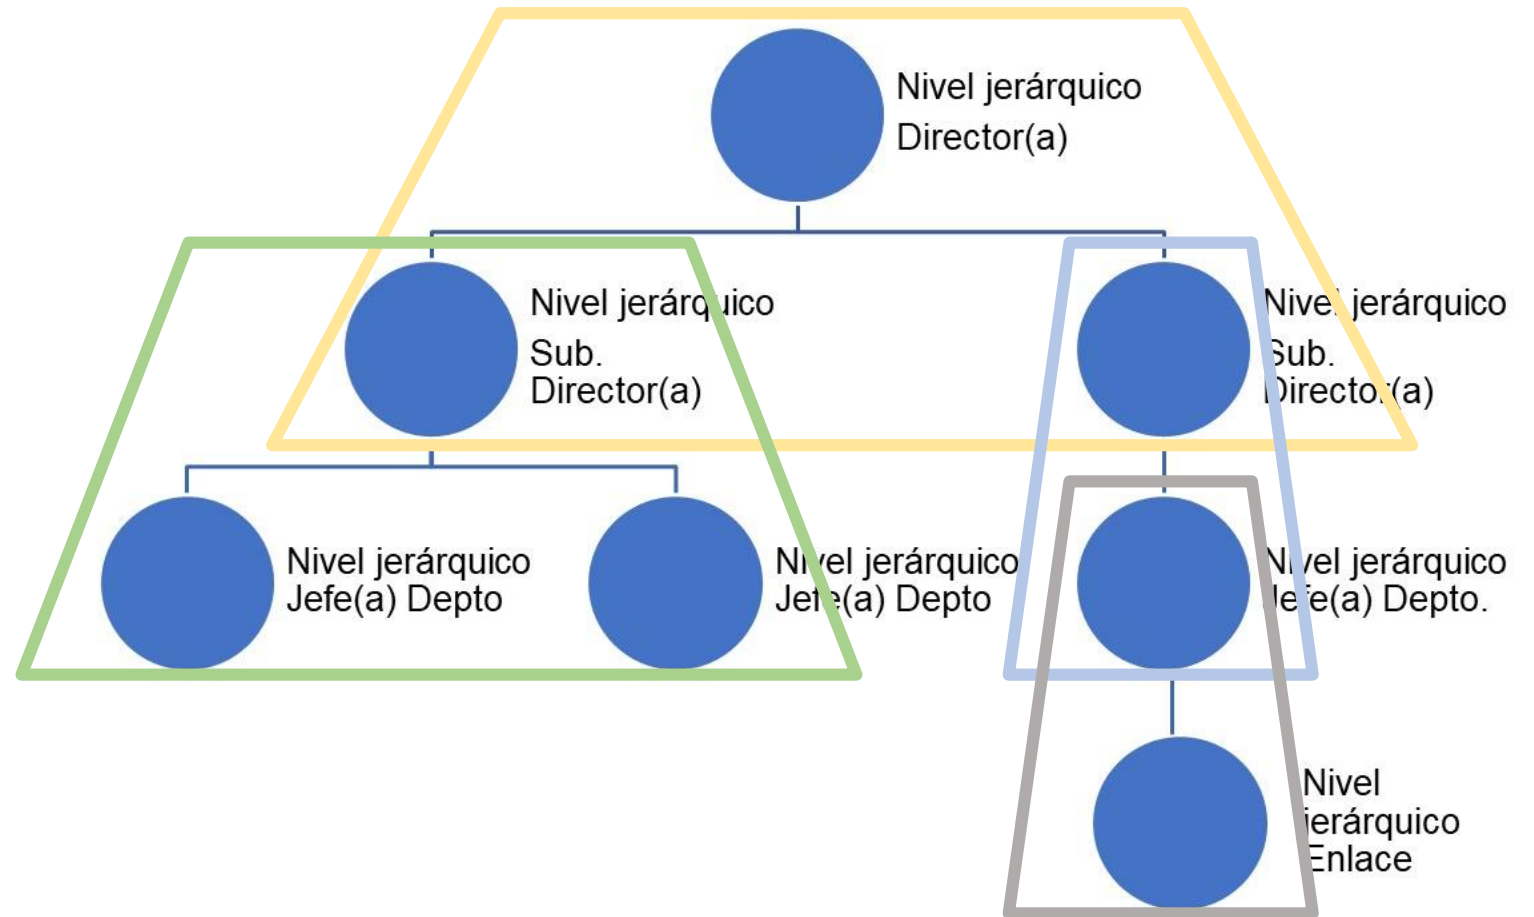 Nivel jerárquico
Director(a)
Nivel jerárquico
Sub.
Director(a)
Nivel jerárquico
Sub.
Director(a)
Nivel jerárquico
Jefe(a) Depto
Nivel jerárquico
Jefe(a) Depto
Nivel jerárquico
Jefe(a) Depto.
Nivel
jerárquico
Enlace